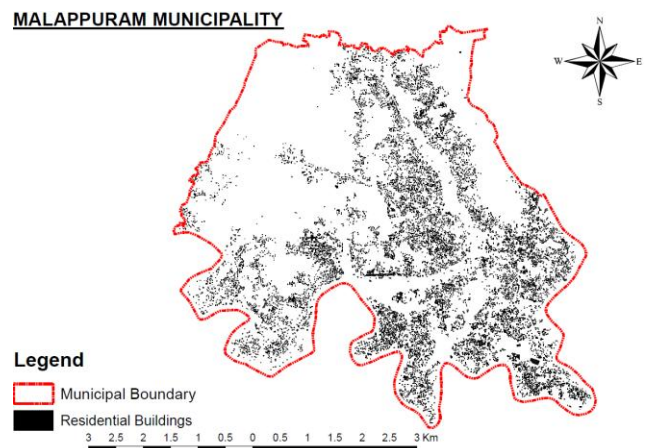 MALAPPURAM MUNICIPALITY
N
W E
S
Legend
Municipal Boundary
Residential Buildings
3 2.5 2 1.5 1 0.5 0 0.5 1 1.5 2 2.5 3 Km